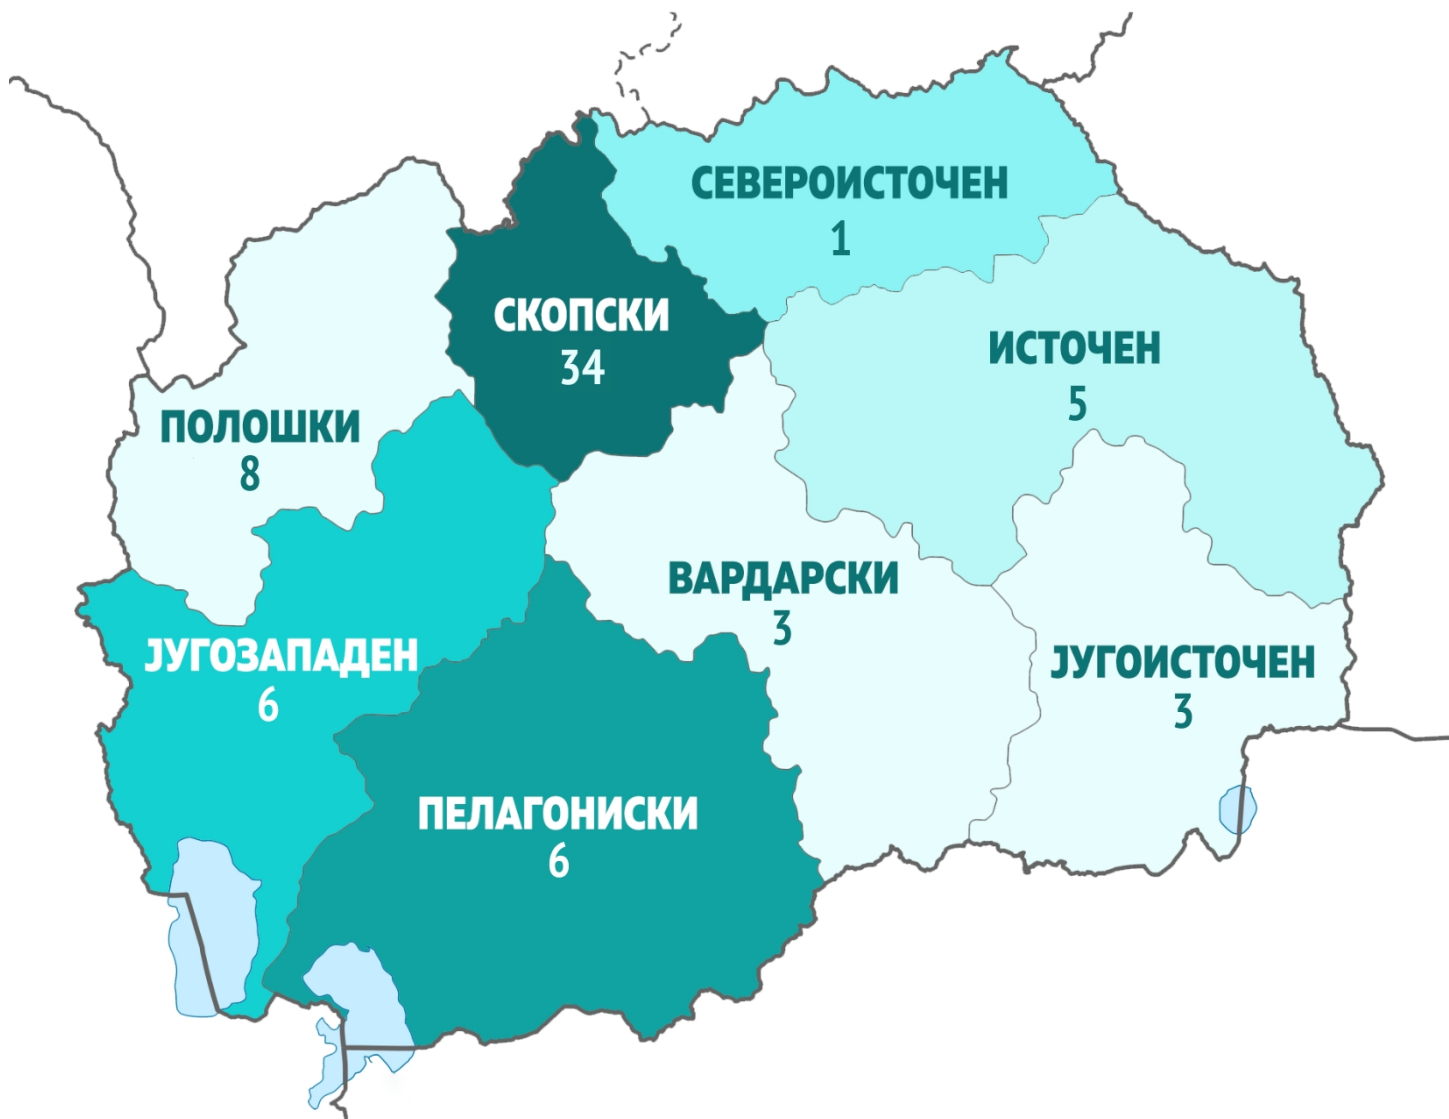 СЕВЕРОИСТОЧЕН
1
СКОПСКИ
34
ИСТОЧЕН
5
ПОЛОШКИ
8
ВАРДАРСКИ
3
ЈУГОЗАПАДЕН
6
ЈУГОИСТОЧЕН
3
ПЕЛАГОНИСКИ
6